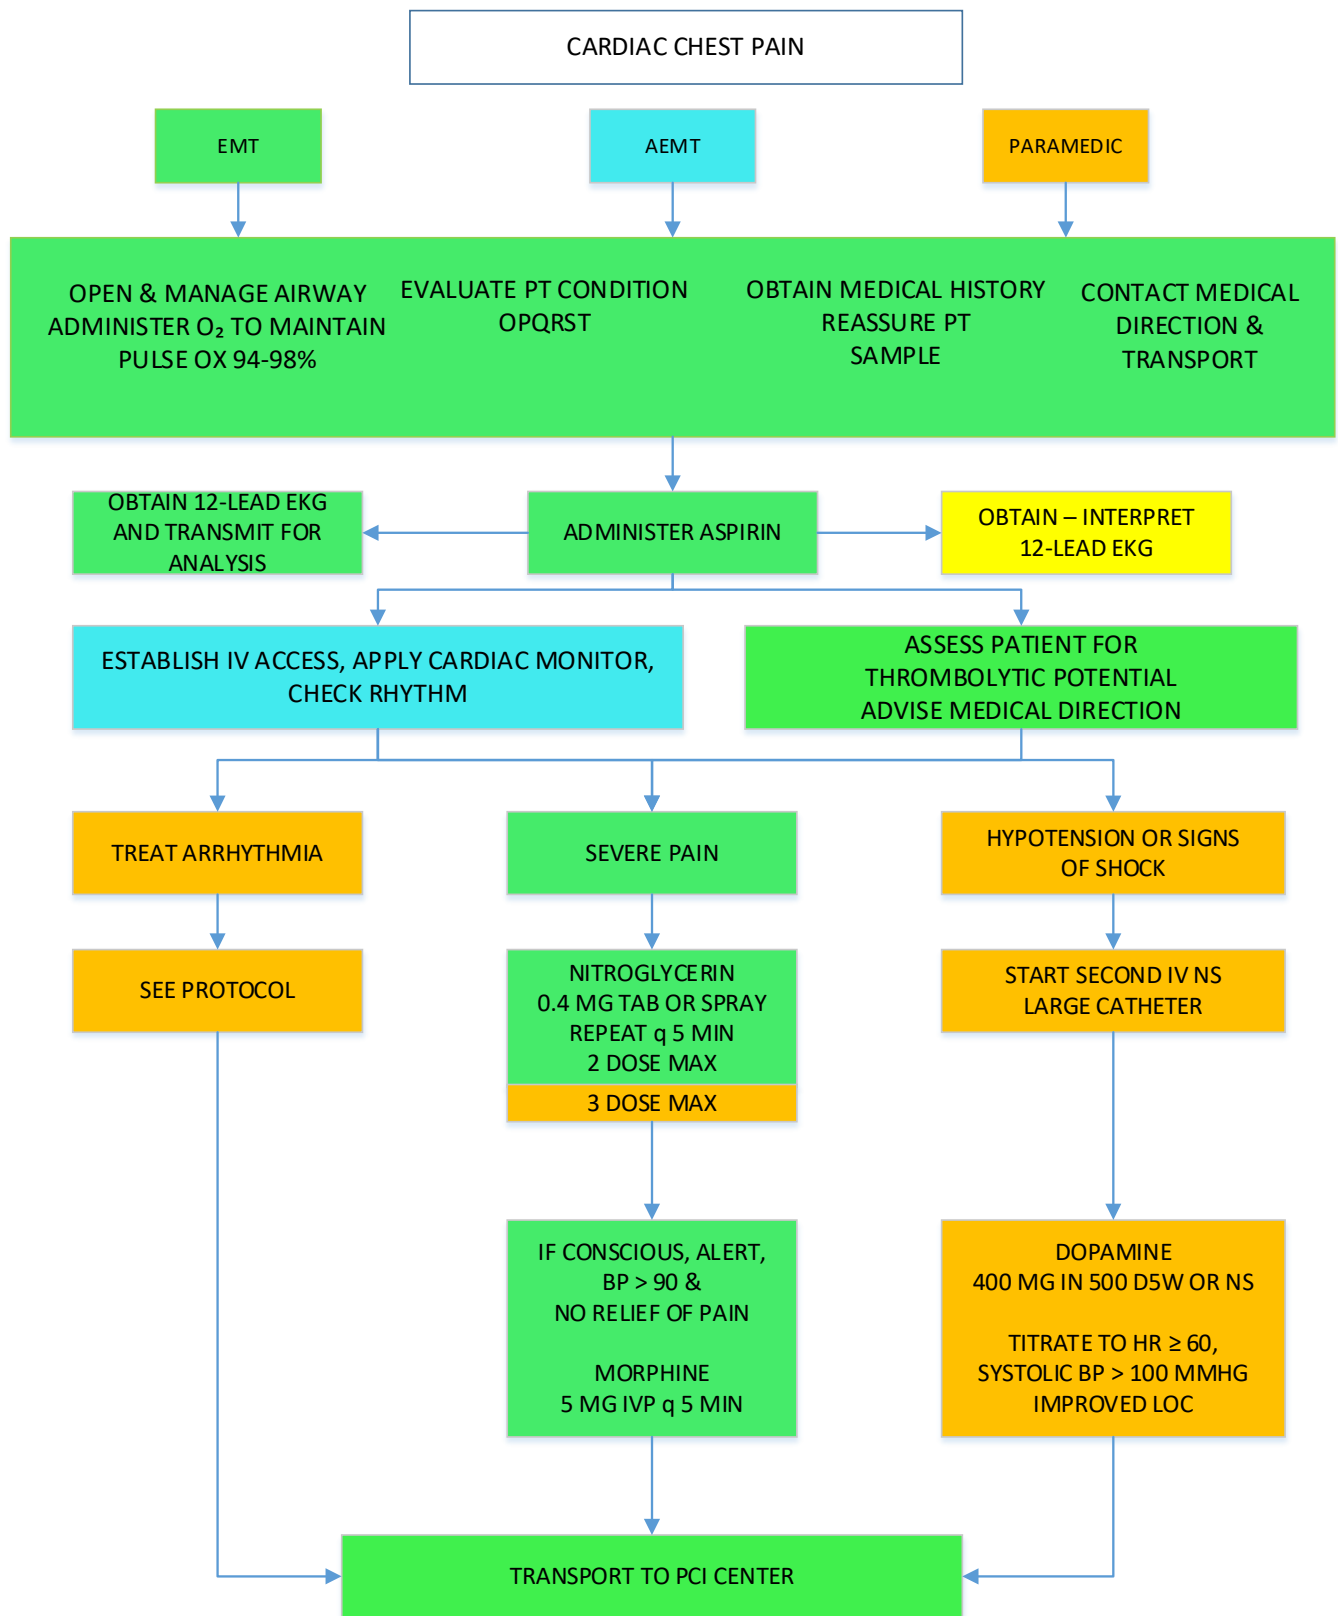 CARDIAC CHEST PAIN
EMT
AEMT
PARAMEDIC
OPEN & MANAGE AIRWAY
ADMINISTER O₂ TO MAINTAIN
PULSE OX 94-98%
EVALUATE PT CONDITION
OPQRST
OBTAIN MEDICAL HISTORY
REASSURE PT
SAMPLE
CONTACT MEDICAL
DIRECTION &
TRANSPORT
OBTAIN 12-LEAD EKG
AND TRANSMIT FOR
ANALYSIS
ADMINISTER ASPIRIN
OBTAIN – INTERPRET
12-LEAD EKG
ESTABLISH IV ACCESS, APPLY CARDIAC MONITOR,
CHECK RHYTHM
ASSESS PATIENT FOR
THROMBOLYTIC POTENTIAL
ADVISE MEDICAL DIRECTION
TREAT ARRHYTHMIA
SEVERE PAIN
HYPOTENSION OR SIGNS
OF SHOCK
SEE PROTOCOL
NITROGLYCERIN
0.4 MG TAB OR SPRAY
REPEAT q 5 MIN
2 DOSE MAX
3 DOSE MAX
START SECOND IV NS
LARGE CATHETER
IF CONSCIOUS, ALERT,
BP > 90 &
NO RELIEF OF PAIN
MORPHINE
5 MG IVP q 5 MIN
DOPAMINE
400 MG IN 500 D5W OR NS
TITRATE TO HR ≥ 60,
SYSTOLIC BP > 100 MMHG
IMPROVED LOC
TRANSPORT TO PCI CENTER